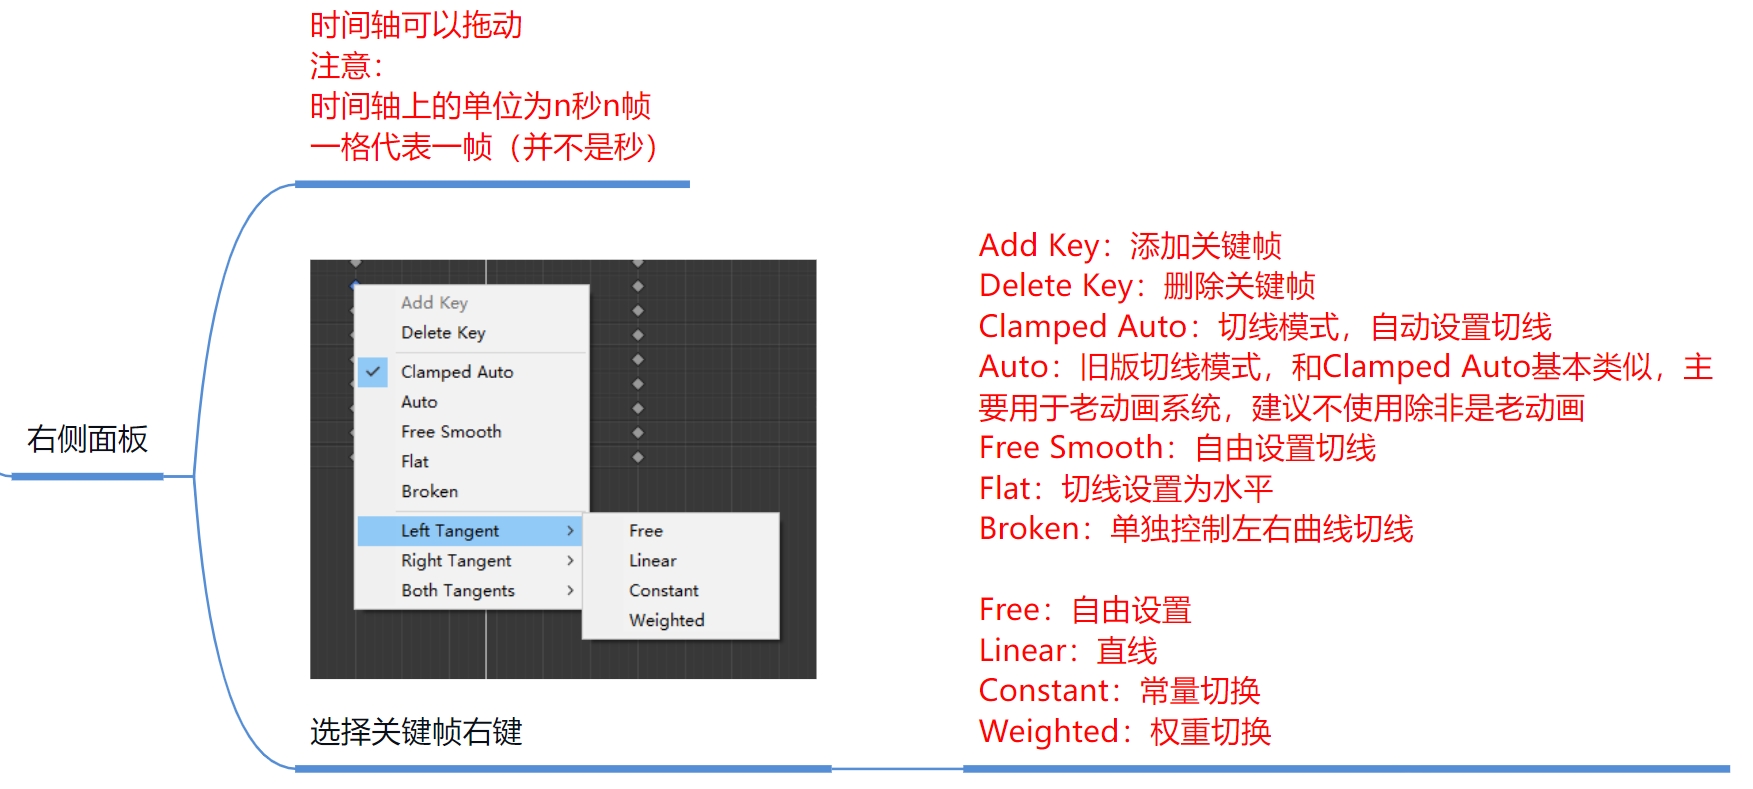 时间轴可以拖动
注意：
时间轴上的单位为n秒n帧
一格代表一帧（并不是秒）
右侧面板
Add Key
Delete Key
Clamped Auto
Auto
Free Smooth
Flat
Broken
Left Tangent
Right Tangent
Both Tangents
Free
Linear
Constant
Weighted
选择关键帧右键
Add Key：添加关键帧
Delete Key：删除关键帧
Clamped Auto：切线模式，自动设置切线
Auto：旧版切线模式，和Clamped Auto基本类似，主
要用于老动画系统，建议不使用除非是老动画
Free Smooth：自由设置切线
Flat：切线设置为水平
Broken：单独控制左右曲线切线
Free：自由设置
Linear：直线
Constant：常量切换
Weighted：权重切换